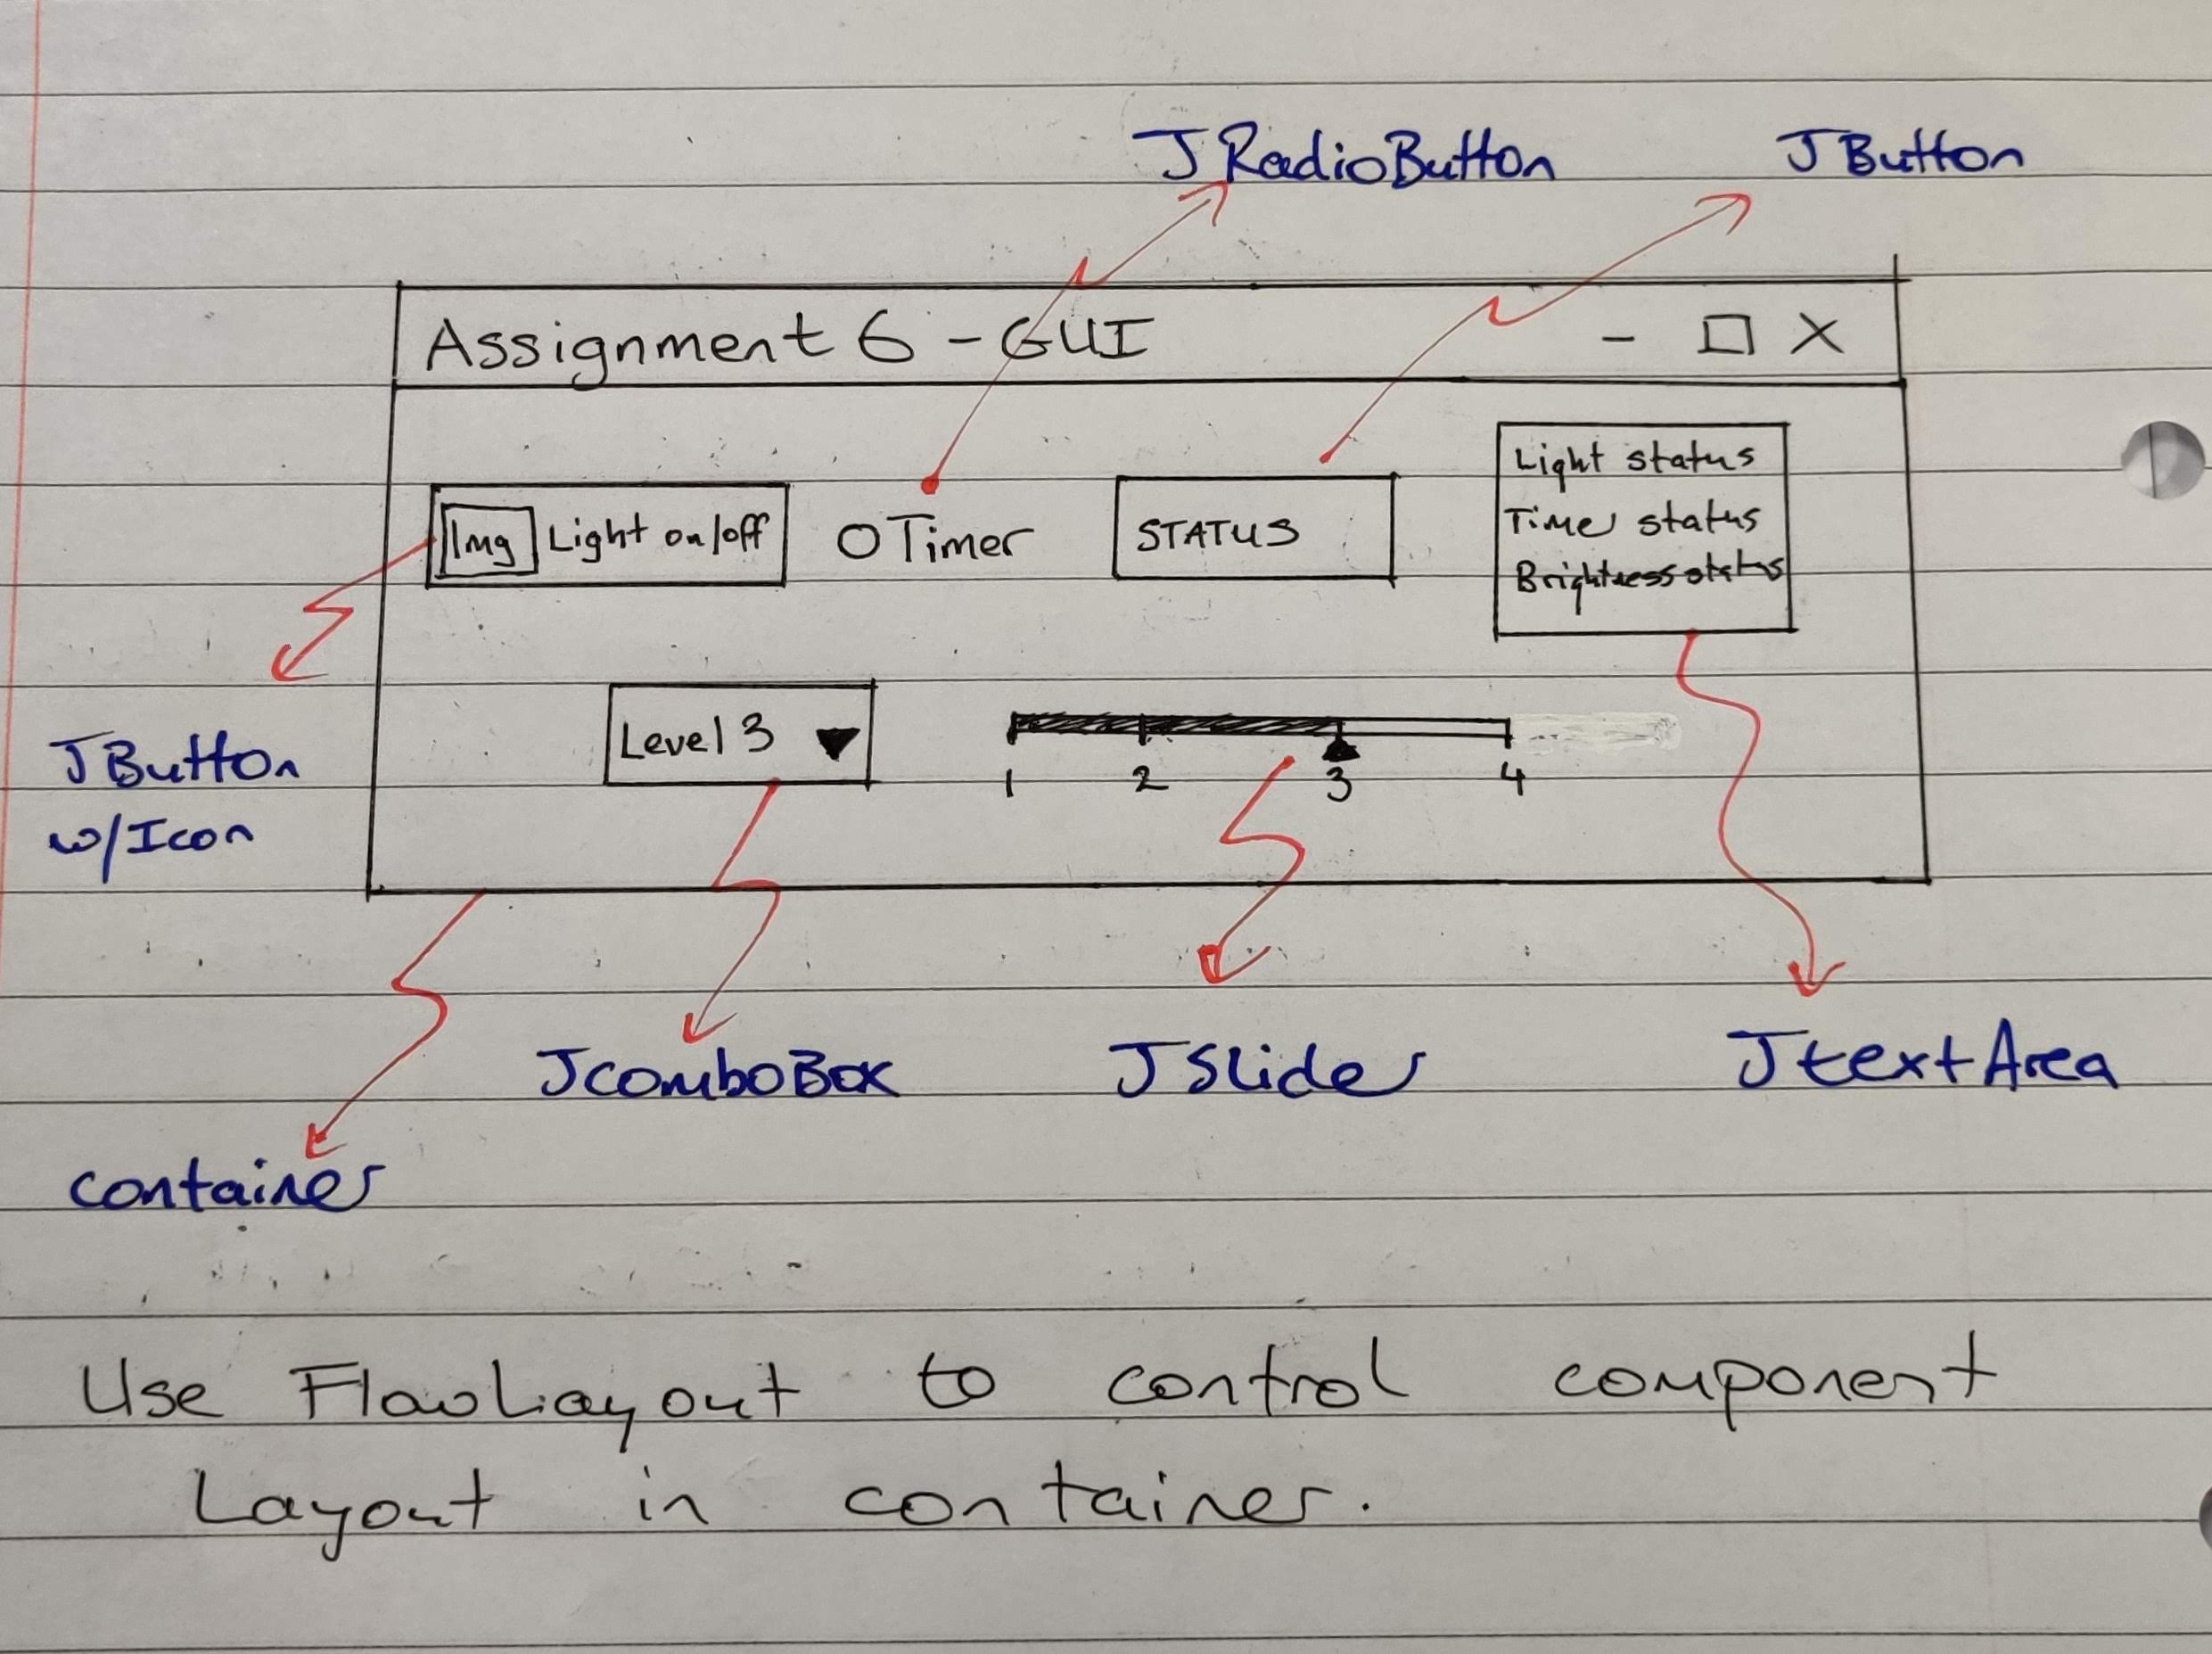 JRadioButton
JButton
Assignment 6 - GUI
- □ X
Img Light on/off
O Timer
STATUS
Light status
Timer status
Brightness status
Level 3 ▼
1 2 3 4
JButton
w/Icon
JcomboBox
JSlider
JtextArea
container
Use FlowLayout to control component
Layout in container.